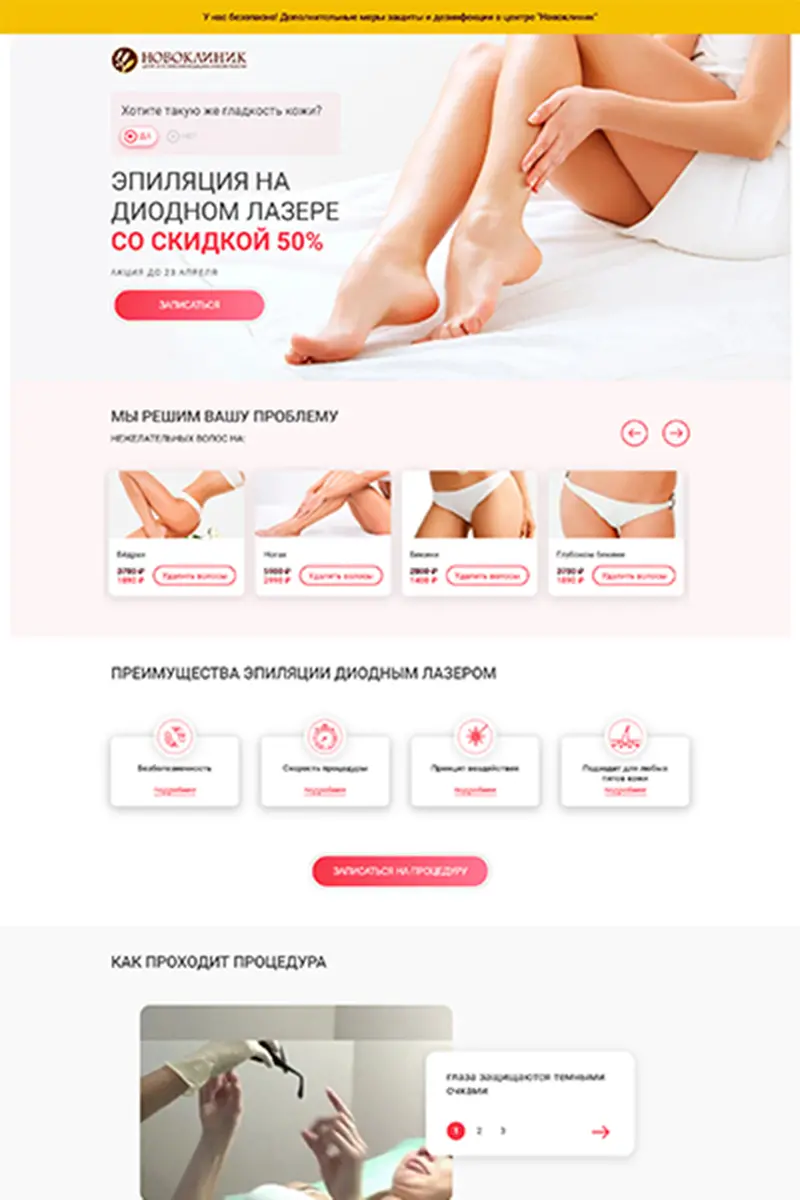 У нас безопасно! Дополнительные меры защиты и дезинфекции в центре "Новоклиник"
НОВОКЛИНИК
Хотите такую же гладкость кожи?
ДА НЕТ
ЭПИЛЯЦИЯ НА
ДИОДНОМ ЛАЗЕРЕ
СО СКИДКОЙ 50%
АКЦИЯ ДО 23 АПРЕЛЯ
ЗАПИСАТЬСЯ
МЫ РЕШИМ ВАШУ ПРОБЛЕМУ
НЕЖЕЛАТЕЛЬНЫХ ВОЛОС НА:
Бёдрах
3780 ₽
1890 ₽ Удалить волосы
Ногах
5980 ₽
2990 ₽ Удалить волосы
Бикини
2800 ₽
1400 ₽ Удалить волосы
Глубоком бикини
3780 ₽
1890 ₽ Удалить волосы
ПРЕИМУЩЕСТВА ЭПИЛЯЦИИ ДИОДНЫМ ЛАЗЕРОМ
Безболезненность
подробнее
Скорость процедуры
подробнее
Принцип воздействия
подробнее
Подходит для любых
типов кожи
подробнее
ЗАПИСАТЬСЯ НА ПРОЦЕДУРУ
КАК ПРОХОДИТ ПРОЦЕДУРА
глаза защищаются темными
очками
1 2 3